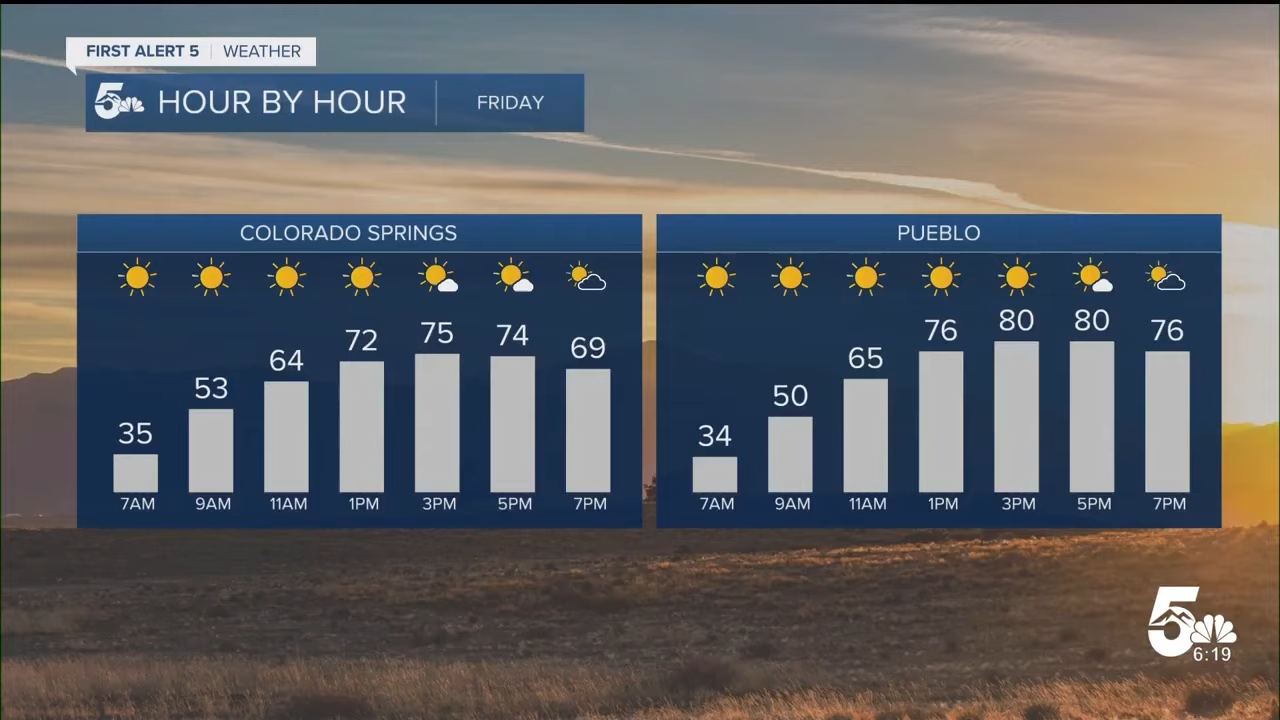 FIRST ALERT 5 | WEATHER
5 HOUR BY HOUR FRIDAY
COLORADO SPRINGS
35 53 64 72 75 74 69
7AM 9AM 11AM 1PM 3PM 5PM 7PM
PUEBLO
34 50 65 76 80 80 76
7AM 9AM 11AM 1PM 3PM 5PM 7PM
5
6:19